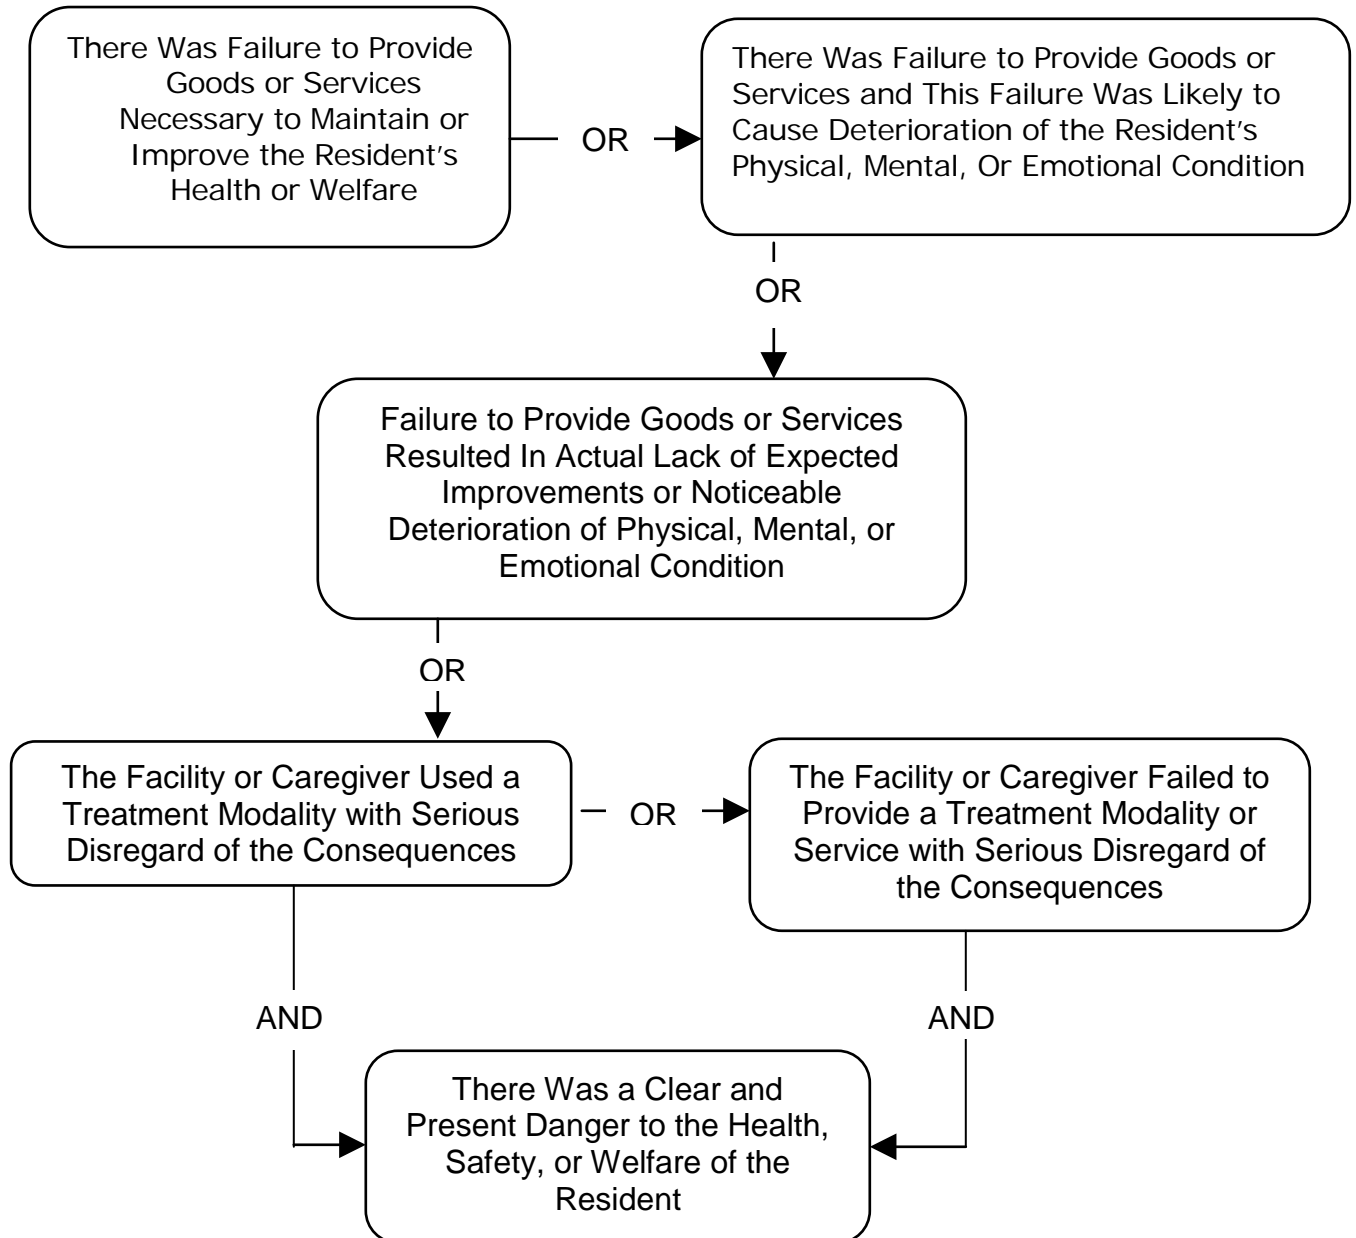 There Was Failure to Provide
Goods or Services
Necessary to Maintain or
Improve the Resident's
Health or Welfare
OR
There Was Failure to Provide Goods or
Services and This Failure Was Likely to
Cause Deterioration of the Resident's
Physical, Mental, Or Emotional Condition
OR
Failure to Provide Goods or Services
Resulted In Actual Lack of Expected
Improvements or Noticeable
Deterioration of Physical, Mental, or
Emotional Condition
OR
The Facility or Caregiver Used a
Treatment Modality with Serious
Disregard of the Consequences
OR
The Facility or Caregiver Failed to
Provide a Treatment Modality or
Service with Serious Disregard of
the Consequences
AND
AND
There Was a Clear and
Present Danger to the Health,
Safety, or Welfare of the
Resident